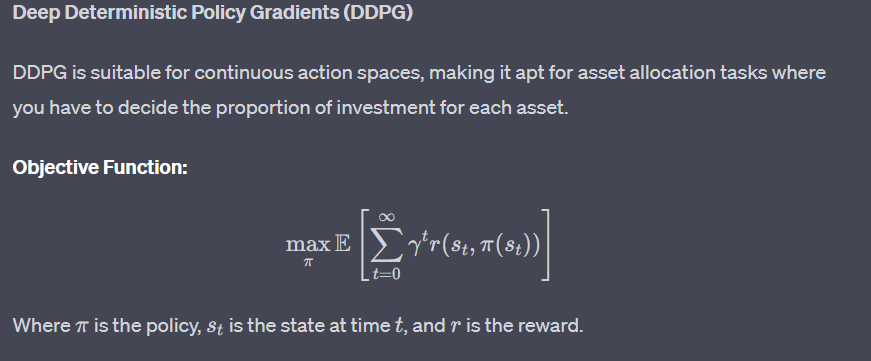 Deep Deterministic Policy Gradients (DDPG)
DDPG is suitable for continuous action spaces, making it apt for asset allocation tasks where
you have to decide the proportion of investment for each asset.
Objective Function:
$\max_{\pi} \mathbb{E} \left[ \sum_{t=0}^{\infty} \gamma^t r(s_t, \pi(s_t)) \right]$
Where π is the policy, $s_t$ is the state at time t, and r is the reward.